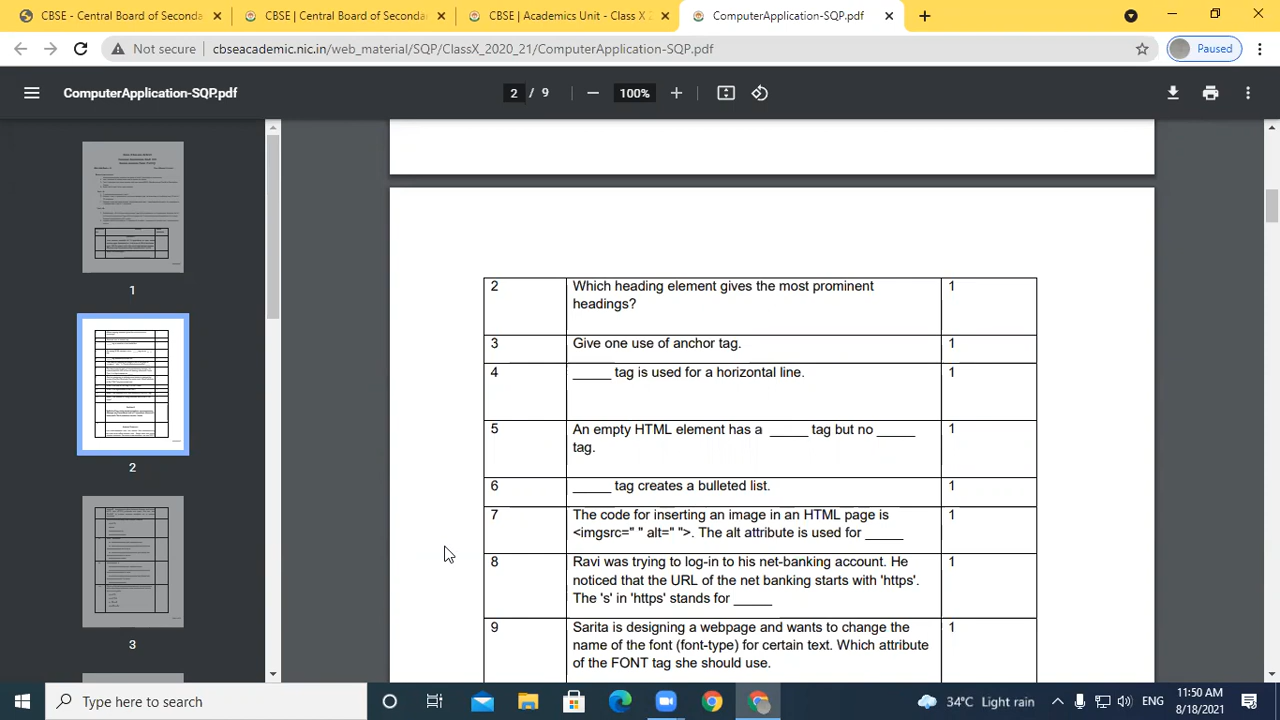 CBSE - Central Board of Seconda
CBSE | Central Board of Seconda
CBSE | Academics Unit - Class X 2
ComputerApplication-SQP.pdf
Not secure
cbseacademic.nic.in/web_material/SQP/ClassX_2020_21/ComputerApplication-SQP.pdf
Paused
ComputerApplication-SQP.pdf
2 / 9
100%
1
2
3
2 Which heading element gives the most prominent 1
headings?
3 Give one use of anchor tag. 1
4 _____ tag is used for a horizontal line. 1
5 An empty HTML element has a _____ tag but no _____ 1
tag.
6 _____ tag creates a bulleted list. 1
7 The code for inserting an image in an HTML page is 1
<imgsrc=" " alt=" ">. The alt attribute is used for _____
8 Ravi was trying to log-in to his net-banking account. He 1
noticed that the URL of the net banking starts with 'https'.
The 's' in 'https' stands for _____
9 Sarita is designing a webpage and wants to change the 1
name of the font (font-type) for certain text. Which attribute
of the FONT tag she should use.
Type here to search
34°C Light rain
ENG
11:50 AM
8/18/2021